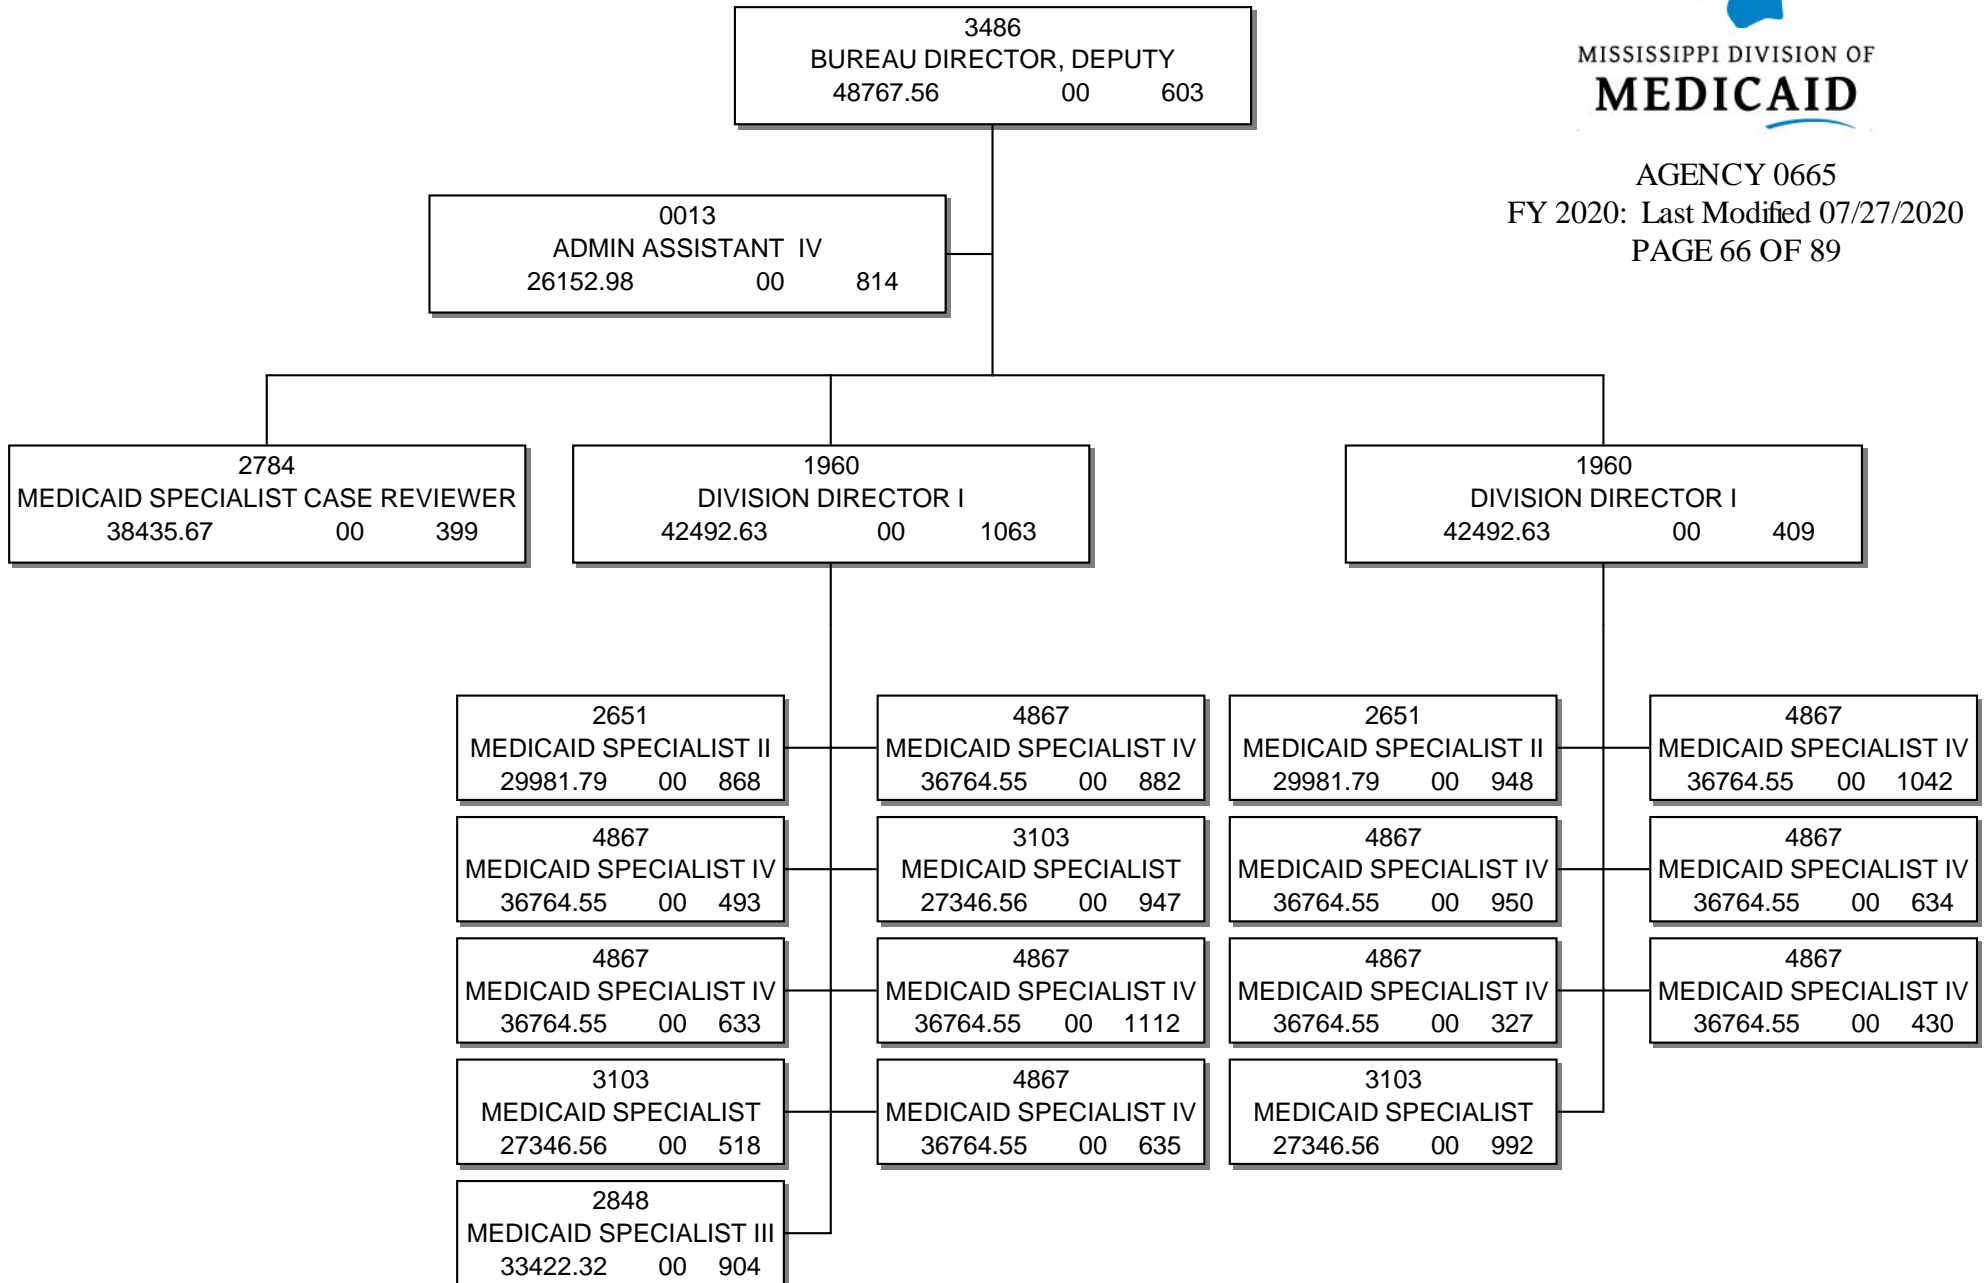 3486
BUREAU DIRECTOR, DEPUTY
48767.56 00 603
MISSISSIPPI DIVISION OF
MEDICAID
AGENCY 0665
FY 2020: Last Modified 07/27/2020
PAGE 66 OF 89
0013
ADMIN ASSISTANT IV
26152.98 00 814
2784
MEDICAID SPECIALIST CASE REVIEWER
38435.67 00 399
1960
DIVISION DIRECTOR I
42492.63 00 1063
1960
DIVISION DIRECTOR I
42492.63 00 409
2651
MEDICAID SPECIALIST II
29981.79 00 868
4867
MEDICAID SPECIALIST IV
36764.55 00 882
4867
MEDICAID SPECIALIST IV
36764.55 00 493
3103
MEDICAID SPECIALIST
27346.56 00 947
4867
MEDICAID SPECIALIST IV
36764.55 00 633
4867
MEDICAID SPECIALIST IV
36764.55 00 1112
3103
MEDICAID SPECIALIST
27346.56 00 518
4867
MEDICAID SPECIALIST IV
36764.55 00 635
2848
MEDICAID SPECIALIST III
33422.32 00 904
2651
MEDICAID SPECIALIST II
29981.79 00 948
4867
MEDICAID SPECIALIST IV
36764.55 00 1042
4867
MEDICAID SPECIALIST IV
36764.55 00 950
4867
MEDICAID SPECIALIST IV
36764.55 00 634
4867
MEDICAID SPECIALIST IV
36764.55 00 327
4867
MEDICAID SPECIALIST IV
36764.55 00 430
3103
MEDICAID SPECIALIST
27346.56 00 992